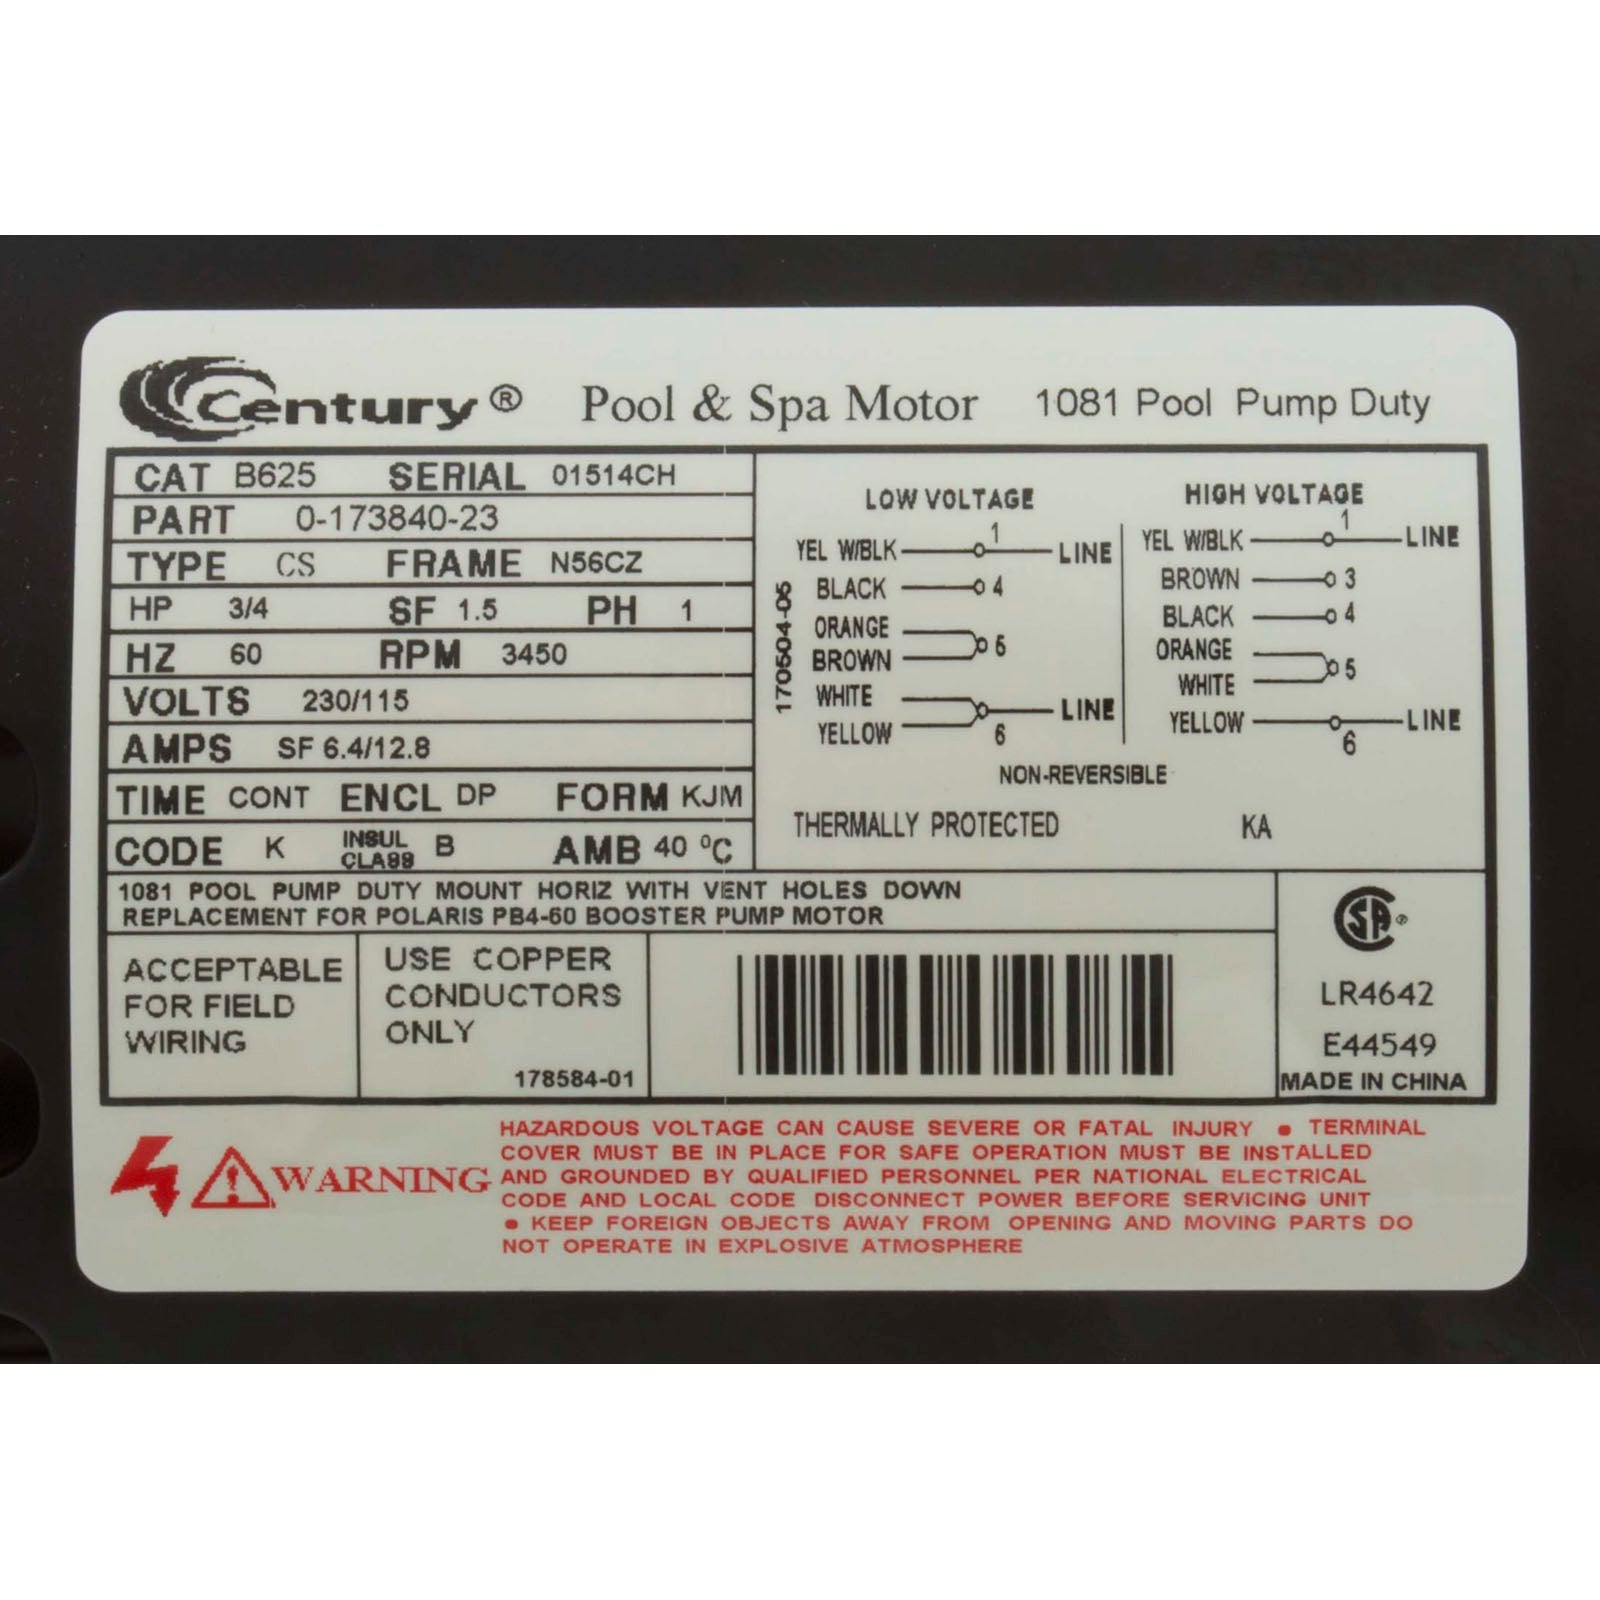 Century® Pool & Spa Motor 1081 Pool Pump Duty
CAT B625 SERIAL 01514CH
PART 0-173840-23
TYPE CS FRAME N56CZ
HP 3/4 SF 1.5 PH 1
HZ 60 RPM 3450
VOLTS 230/115
AMPS SF 6.4/12.8
TIME CONT ENCL DP FORM KJM
CODE K INSUL CLASS B AMB 40 ºC
170504-05
LOW VOLTAGE
YEL W/BLK 1 LINE
BLACK 4
ORANGE
BROWN 5
WHITE
YELLOW 6 LINE
HIGH VOLTAGE
YEL W/BLK 1 LINE
BROWN 3
BLACK 4
ORANGE
WHITE 5
YELLOW 6 LINE
NON-REVERSIBLE
THERMALLY PROTECTED KA
1081 POOL PUMP DUTY MOUNT HORIZ WITH VENT HOLES DOWN
REPLACEMENT FOR POLARIS PB4-60 BOOSTER PUMP MOTOR
ACCEPTABLE
FOR FIELD
WIRING
USE COPPER
CONDUCTORS
ONLY
178584-01
SA®
LR4642
E44549
MADE IN CHINA
WARNING
HAZARDOUS VOLTAGE CAN CAUSE SEVERE OR FATAL INJURY • TERMINAL
COVER MUST BE IN PLACE FOR SAFE OPERATION MUST BE INSTALLED
AND GROUNDED BY QUALIFIED PERSONNEL PER NATIONAL ELECTRICAL
CODE AND LOCAL CODE DISCONNECT POWER BEFORE SERVICING UNIT
• KEEP FOREIGN OBJECTS AWAY FROM OPENING AND MOVING PARTS DO
NOT OPERATE IN EXPLOSIVE ATMOSPHERE